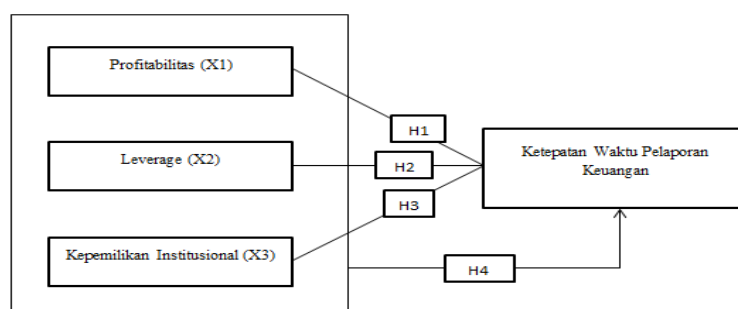 Profitabilitas (X1)
H1
Leverage (X2)
H2
Ketepatan Waktu Pelaporan
Keuangan
H3
Kepemilikan Institusional (X3)
H4